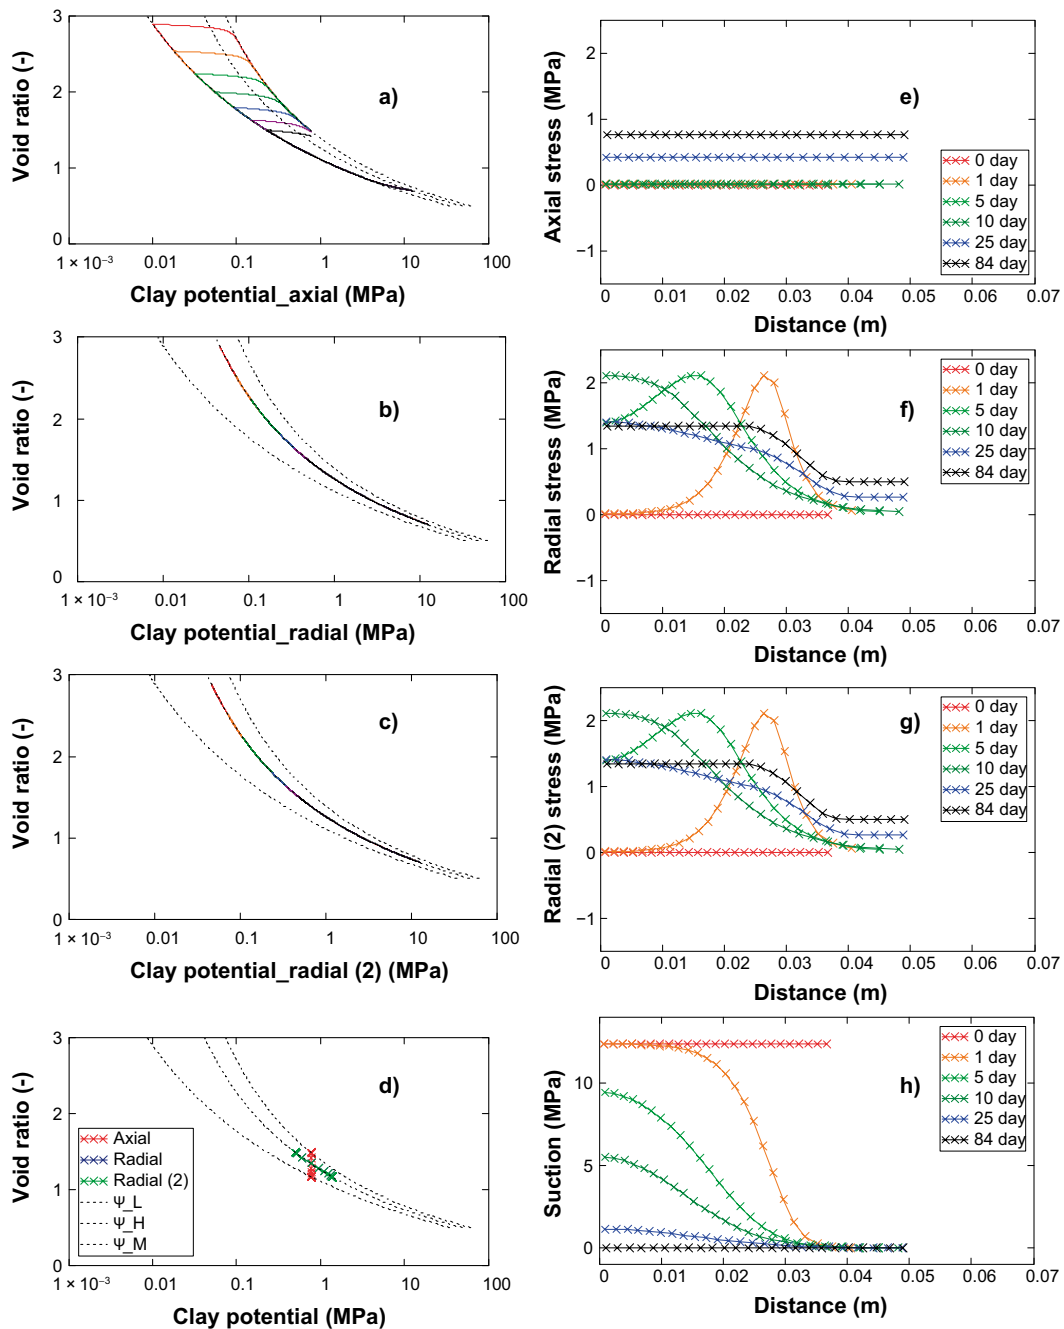 3
2
1
0
Void ratio (-)
a)
1 × 10⁻³
0.01
0.1
1
10
100
Clay potential_axial (MPa)
2
1
0
−1
Axial stress (MPa)
e)
0 day
1 day
5 day
10 day
25 day
84 day
0
0.01
0.02
0.03
0.04
0.05
0.06
0.07
Distance (m)
3
2
1
0
Void ratio (-)
b)
1 × 10⁻³
0.01
0.1
1
10
100
Clay potential_radial (MPa)
2
1
0
−1
Radial stress (MPa)
f)
0 day
1 day
5 day
10 day
25 day
84 day
0
0.01
0.02
0.03
0.04
0.05
0.06
0.07
Distance (m)
3
2
1
0
Void ratio (-)
c)
1 × 10⁻³
0.01
0.1
1
10
100
Clay potential_radial (2) (MPa)
2
1
0
−1
Radial (2) stress (MPa)
g)
0 day
1 day
5 day
10 day
25 day
84 day
0
0.01
0.02
0.03
0.04
0.05
0.06
0.07
Distance (m)
3
2
1
0
Void ratio (-)
d)
Axial
Radial
Radial (2)
Ψ_L
Ψ_H
Ψ_M
1 × 10⁻³
0.01
0.1
1
10
100
Clay potential (MPa)
10
5
0
Suction (MPa)
h)
0 day
1 day
5 day
10 day
25 day
84 day
0
0.01
0.02
0.03
0.04
0.05
0.06
0.07
Distance (m)